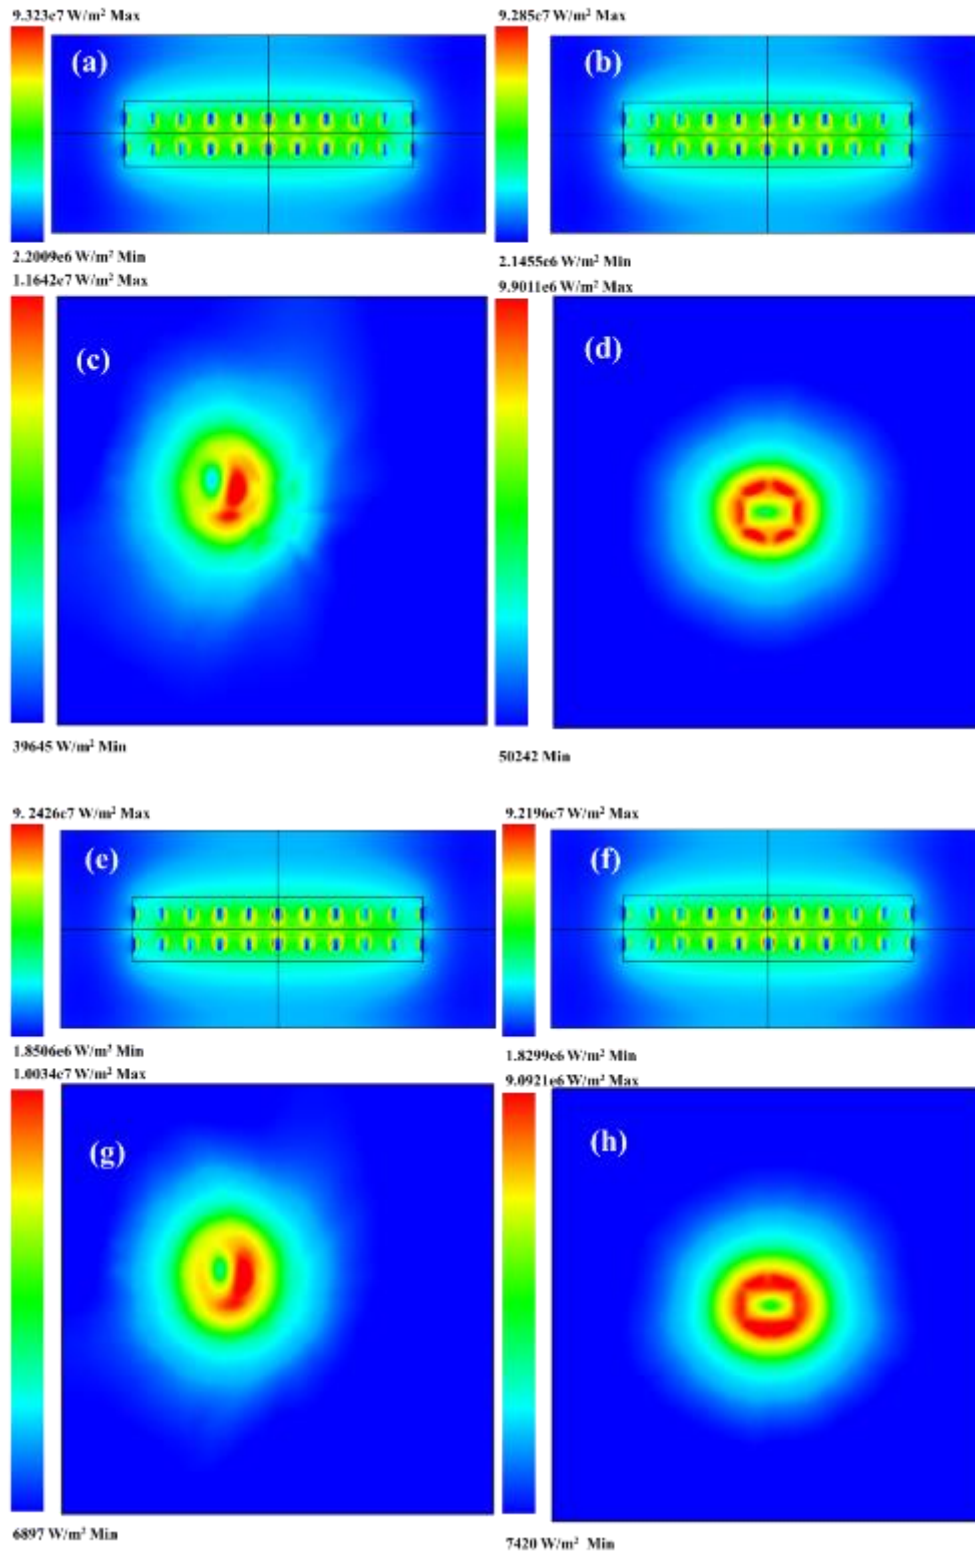 9.323e7 W/m² Max
9.285e7 W/m² Max
(a)
(b)
2.2009e6 W/m² Min
2.1455e6 W/m² Min
1.1642e7 W/m² Max
9.9011e6 W/m² Max
(c)
(d)
39645 W/m² Min
50242 Min
9. 2426e7 W/m² Max
9.2196e7 W/m² Max
(e)
(f)
1.8506e6 W/m² Min
1.8299e6 W/m² Min
1.0034e7 W/m² Max
9.0921e6 W/m² Max
(g)
(h)
6897 W/m² Min
7420 W/m² Min